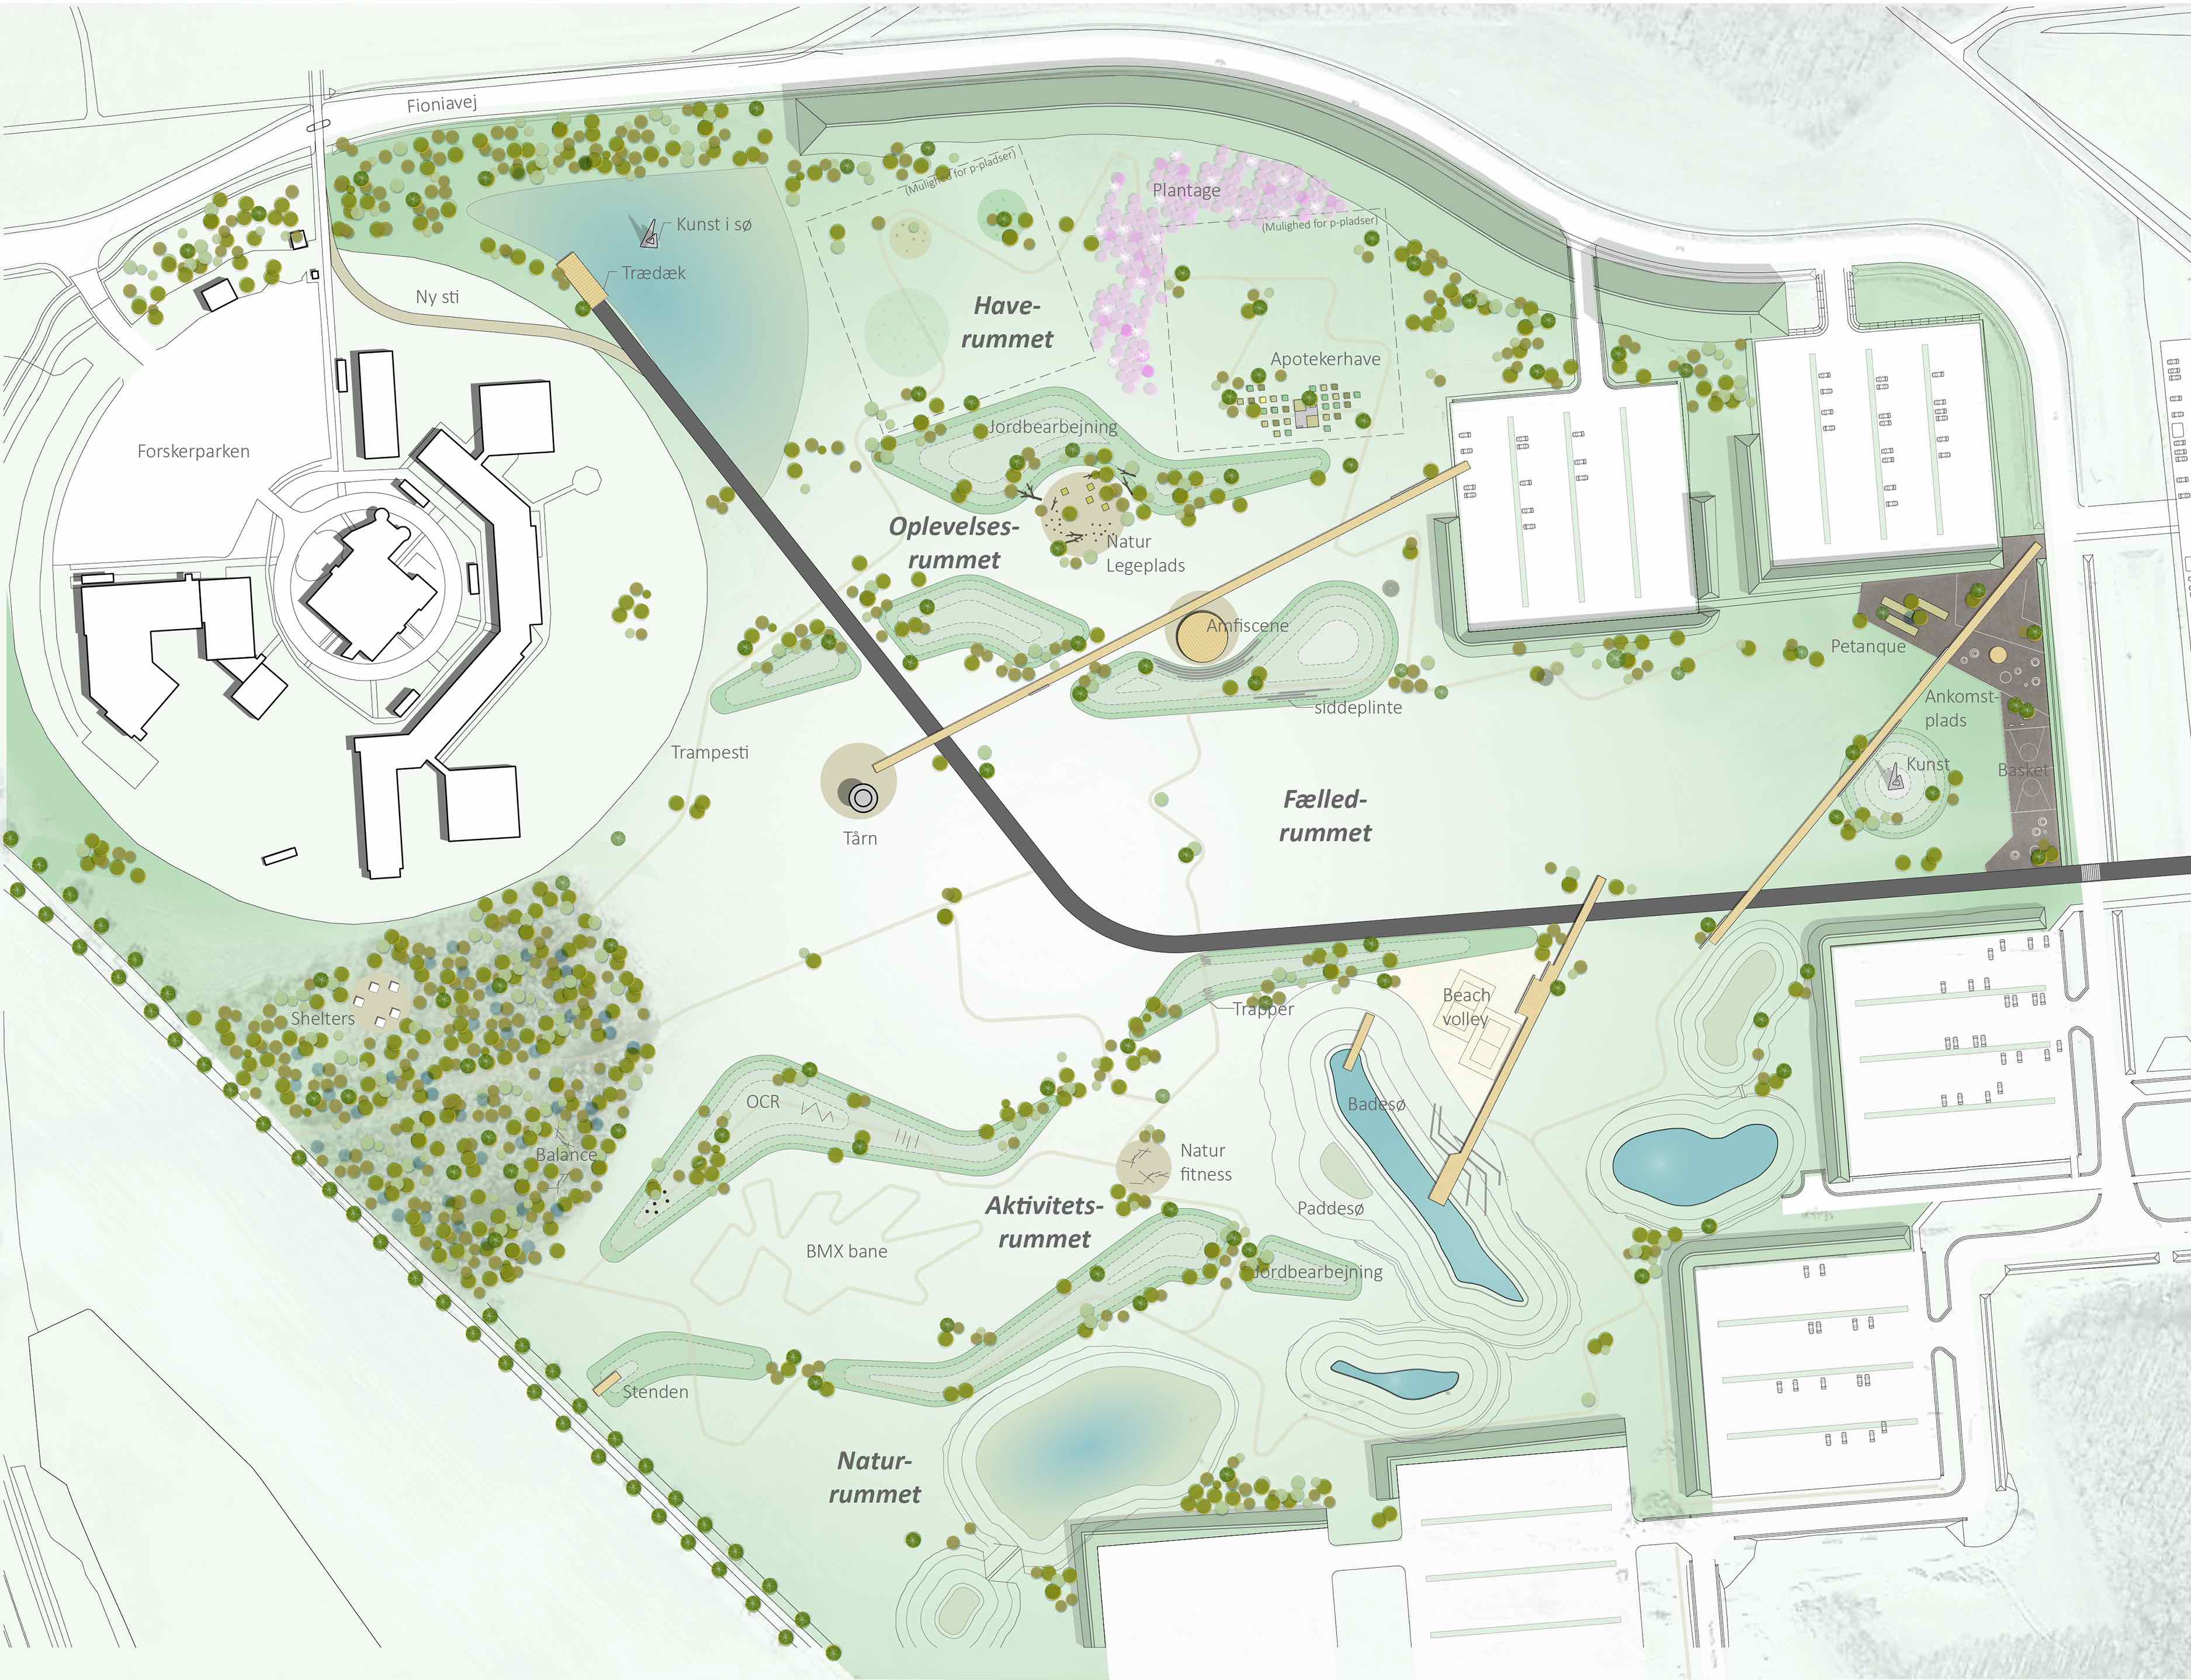 Fioniavej
(Mulighed for p-pladser)
Plantage
Kunst i sø
(Mulighed for p-pladser)
Trædæk
Ny sti
Have-
rummet
Apotekerhave
Jordbearbejning
Forskerparken
Oplevelses-
rummet
Natur
Legeplads
Amfiscene
Petanque
Ankomst-
plads
siddeplinte
Trampesti
Kunst
Basket
Fælled-
rummet
Tårn
Beach
volley
Trapper
Shelters
OCR
Badesø
Balance
Natur
fitness
Aktivitets-
rummet
Paddesø
BMX bane
Jordbearbejning
Stenden
Natur-
rummet